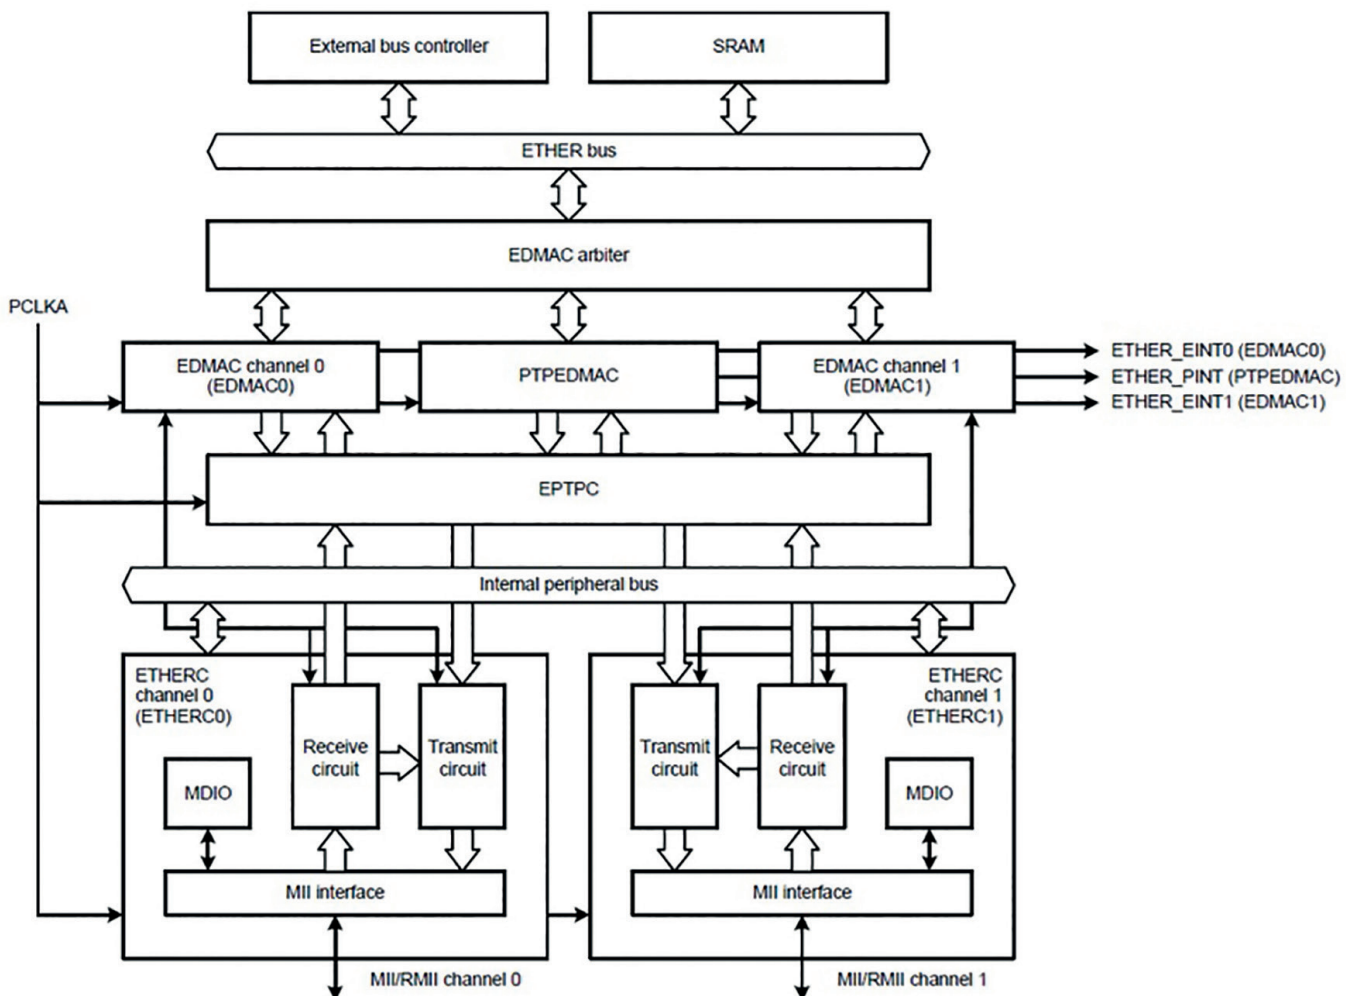 External bus controller
SRAM
ETHER bus
EDMAC arbiter
PCLKA
EDMAC channel 0
(EDMAC0)
PTPEDMAC
EDMAC channel 1
(EDMAC1)
ETHER_EINT0 (EDMAC0)
ETHER_PINT (PTPEDMAC)
ETHER_EINT1 (EDMAC1)
EPTPC
Internal peripheral bus
ETHERC
channel 0
(ETHERC0)
Receive
circuit
Transmit
circuit
MDIO
MII interface
MII/RMII channel 0
ETHERC
channel 1
(ETHERC1)
Transmit
circuit
Receive
circuit
MDIO
MII interface
MII/RMII channel 1